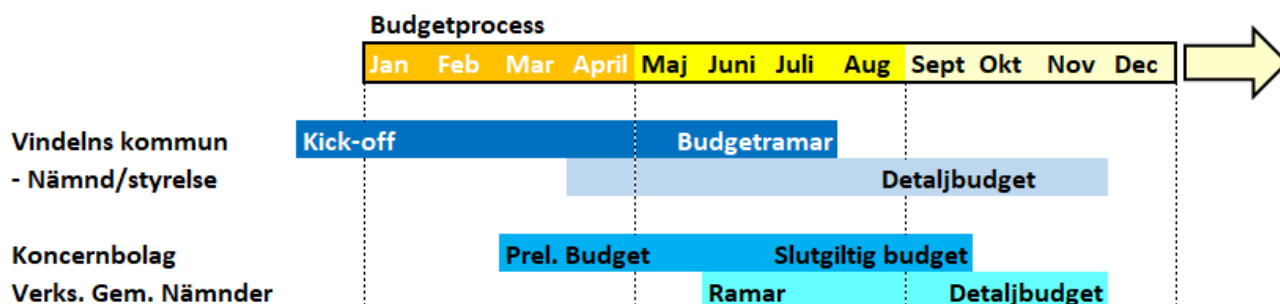 Budgetprocess
Jan Feb Mar April Maj Juni Juli Aug Sept Okt Nov Dec
Vindelns kommun Kick-off Budgetramar
- Nämnd/styrelse Detaljbudget
Koncernbolag Prel. Budget Slutgiltig budget
Verks. Gem. Nämnder Ramar Detaljbudget